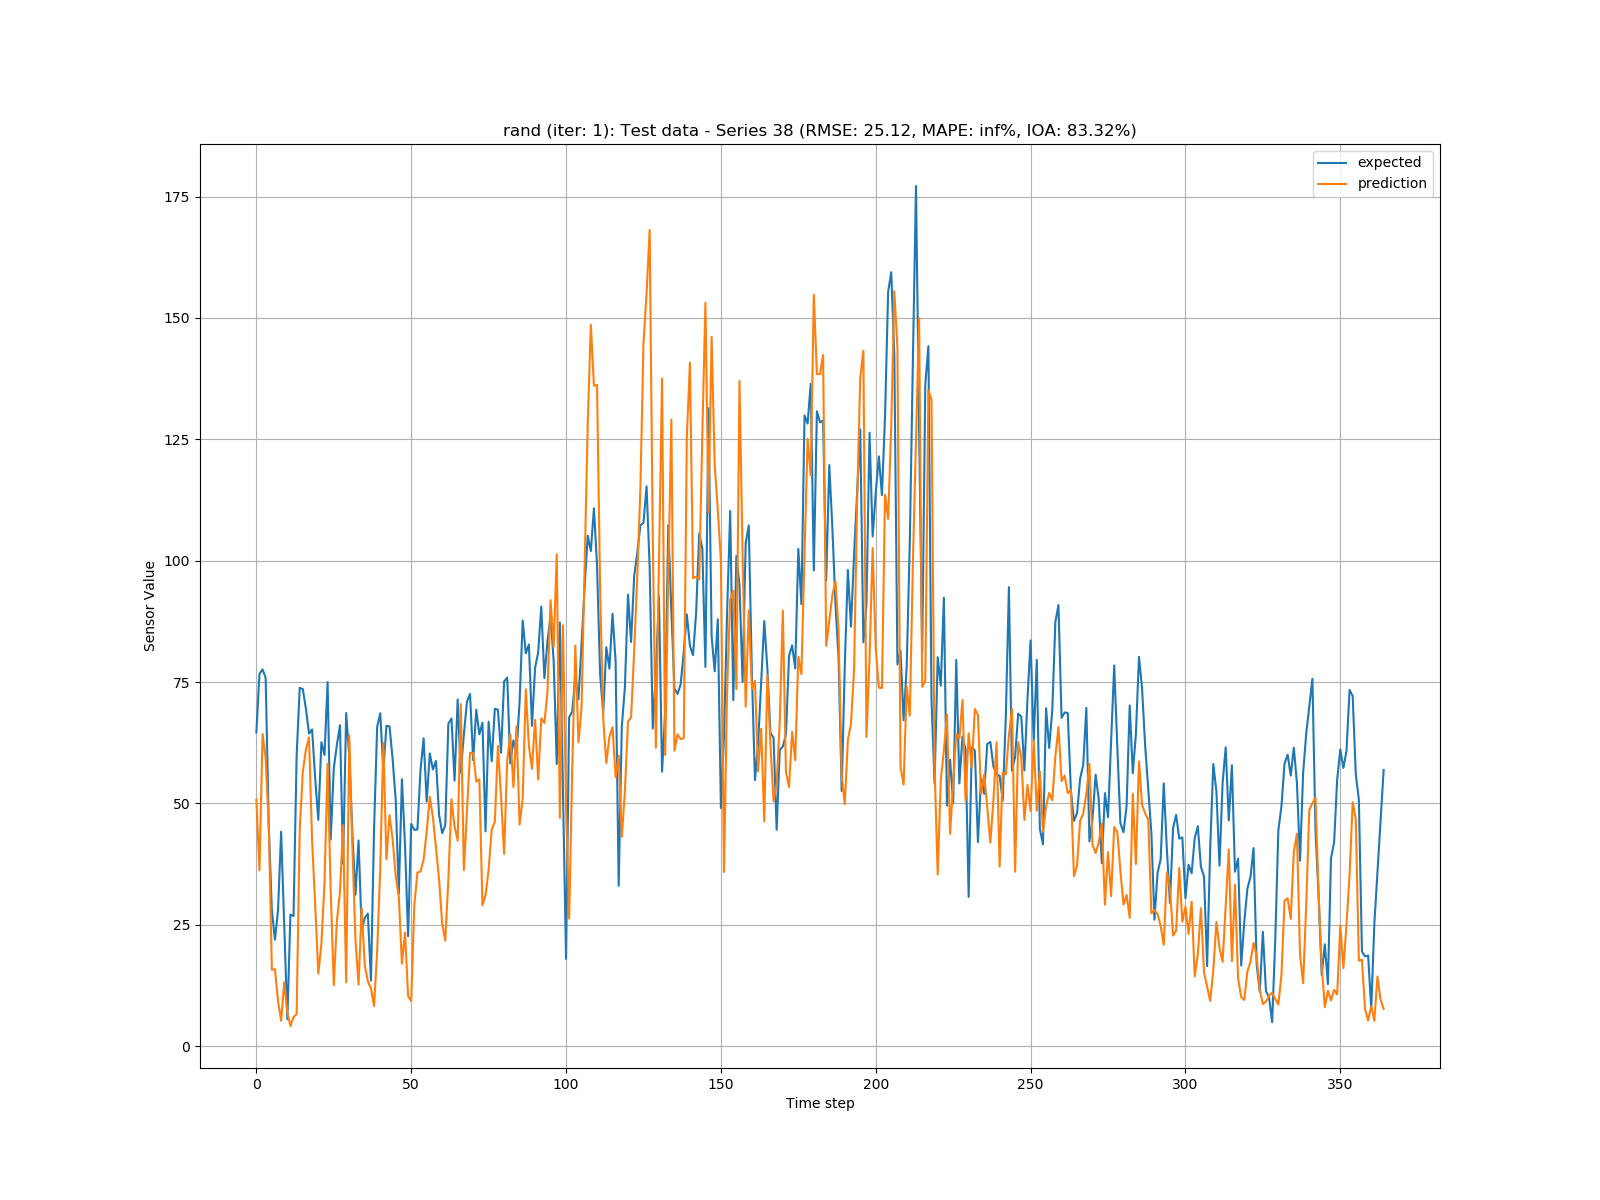 rand (iter: 1): Test data - Series 38 (RMSE: 25.12, MAPE: inf%, IOA: 83.32%)
expected
prediction
175
150
125
100
75
50
25
0
Sensor Value
0 50 100 150 200 250 300 350
Time step